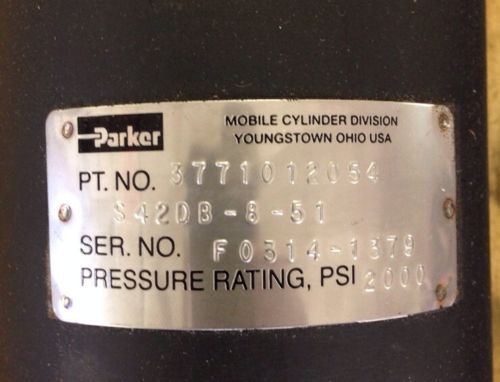 Parker
MOBILE CYLINDER DIVISION
YOUNGSTOWN OHIO USA
PT. NO. 3771012054
S42DB-8-51
SER. NO. F0314-1379
PRESSURE RATING, PSI 2000